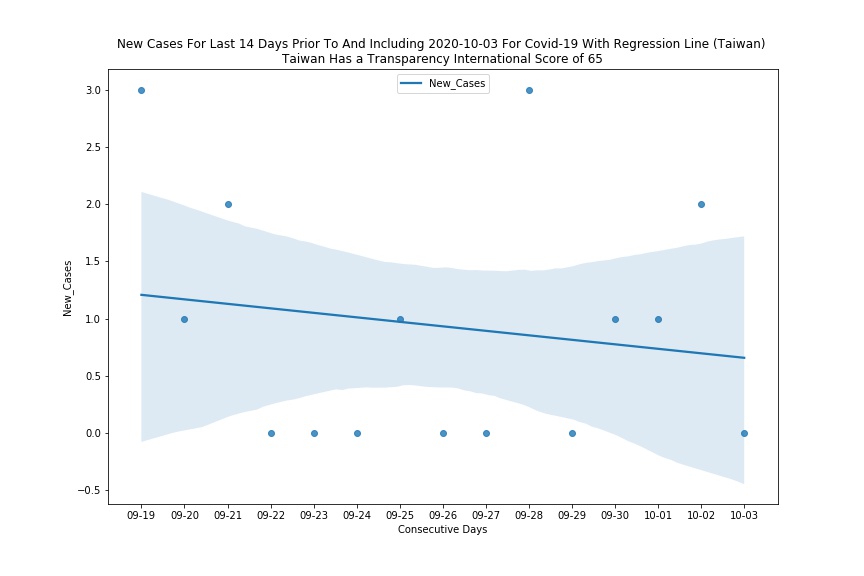 New Cases For Last 14 Days Prior To And Including 2020-10-03 For Covid-19 With Regression Line (Taiwan)
Taiwan Has a Transparency International Score of 65
New_Cases
3.0
2.5
2.0
1.5
1.0
0.5
0.0
−0.5
New_Cases
09-19 09-20 09-21 09-22 09-23 09-24 09-25 09-26 09-27 09-28 09-29 09-30 10-01 10-02 10-03
Consecutive Days